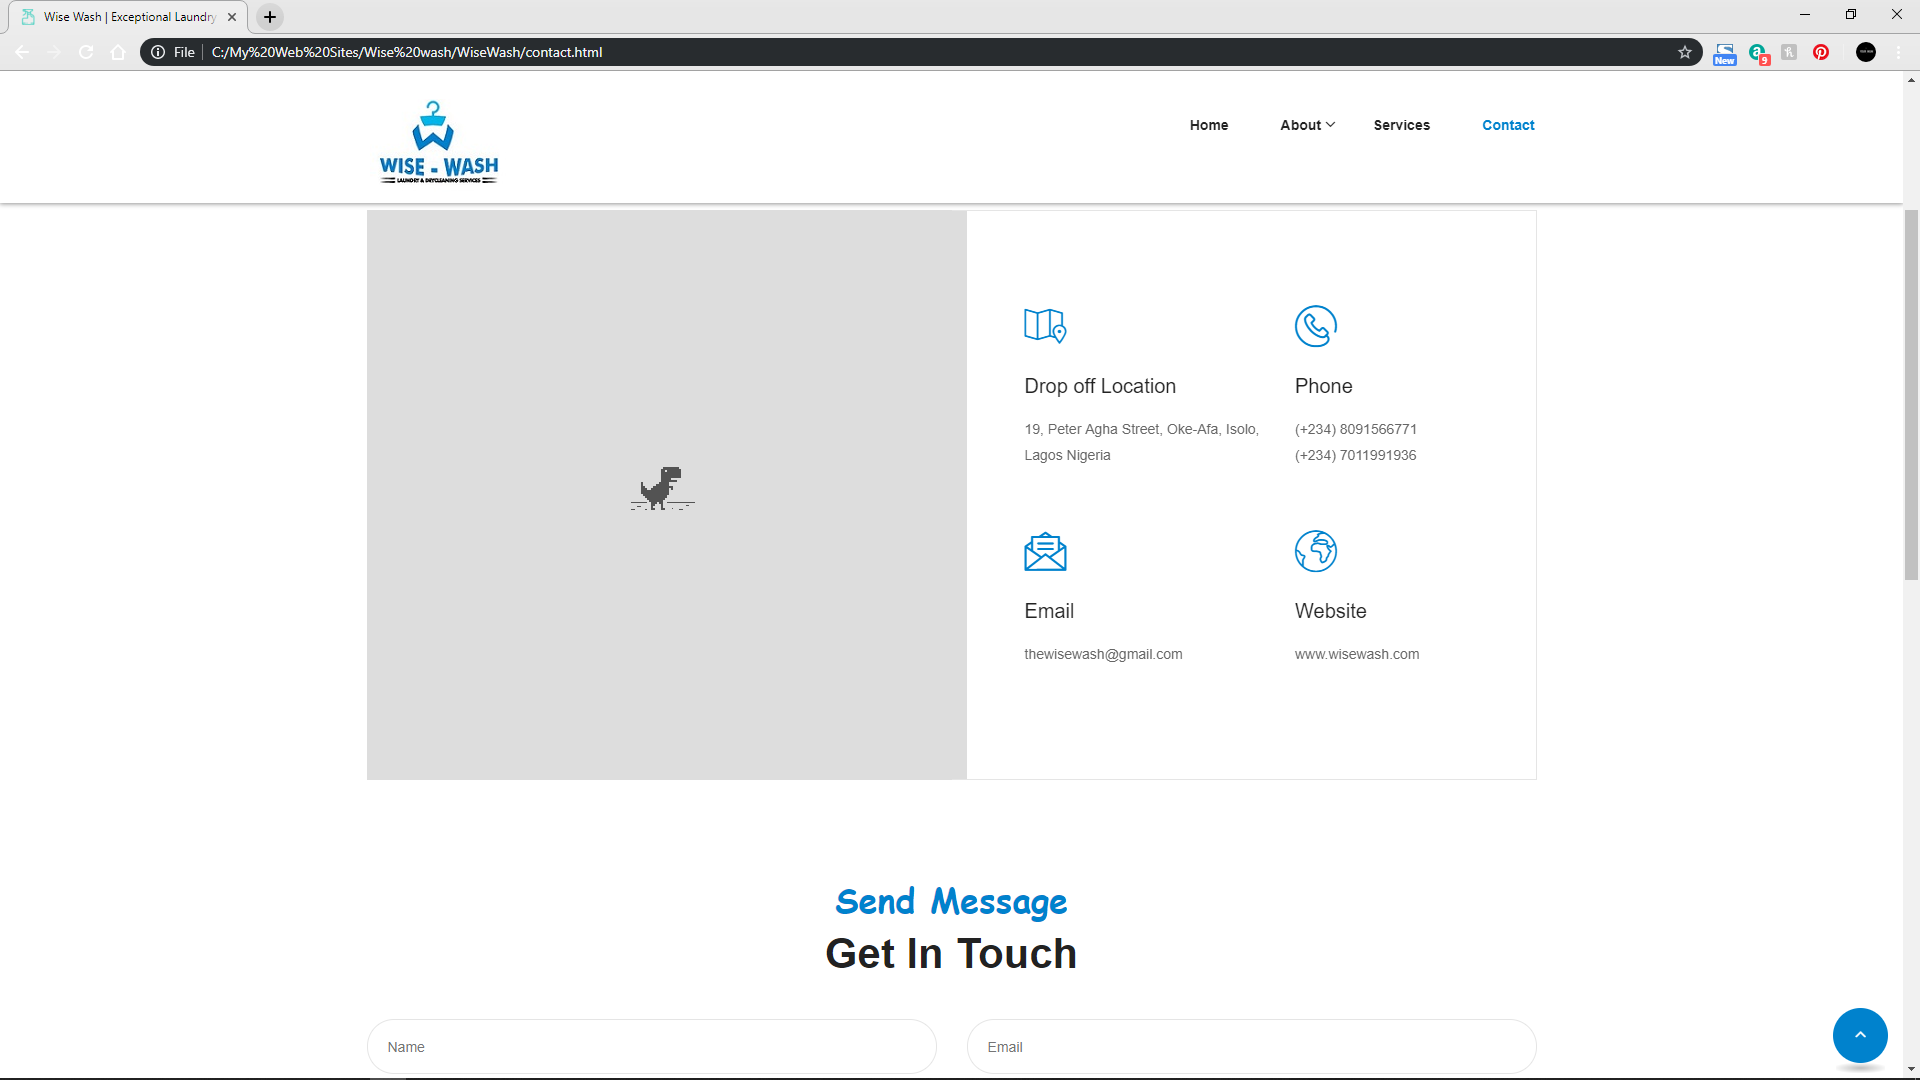 Wise Wash | Exceptional Laundry
File
C:/My%20Web%20Sites/Wise%20wash/WiseWash/contact.html
New
a 9
WISE - WASH
LAUNDRY & DRYCLEANING SERVICES
Home About Services Contact
Drop off Location
19, Peter Agha Street, Oke-Afa, Isolo,
Lagos Nigeria
Phone
(+234) 8091566771
(+234) 7011991936
Email
thewisewash@gmail.com
Website
www.wisewash.com
Send Message
Get In Touch
Name
Email